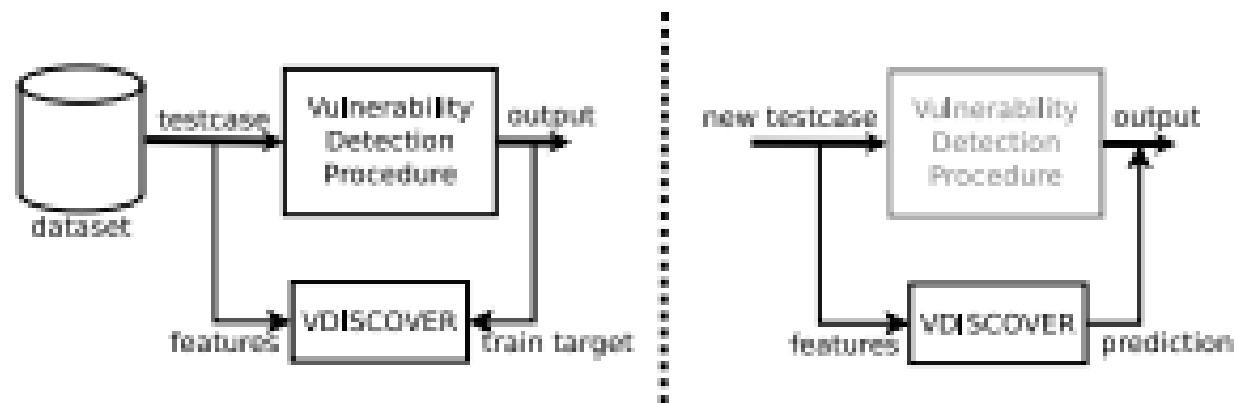 testcase
Vulnerability
Detection
Procedure
output
dataset
features
VDISCOVER
train target
new testcase
Vulnerability
Detection
Procedure
output
features
VDISCOVER
prediction